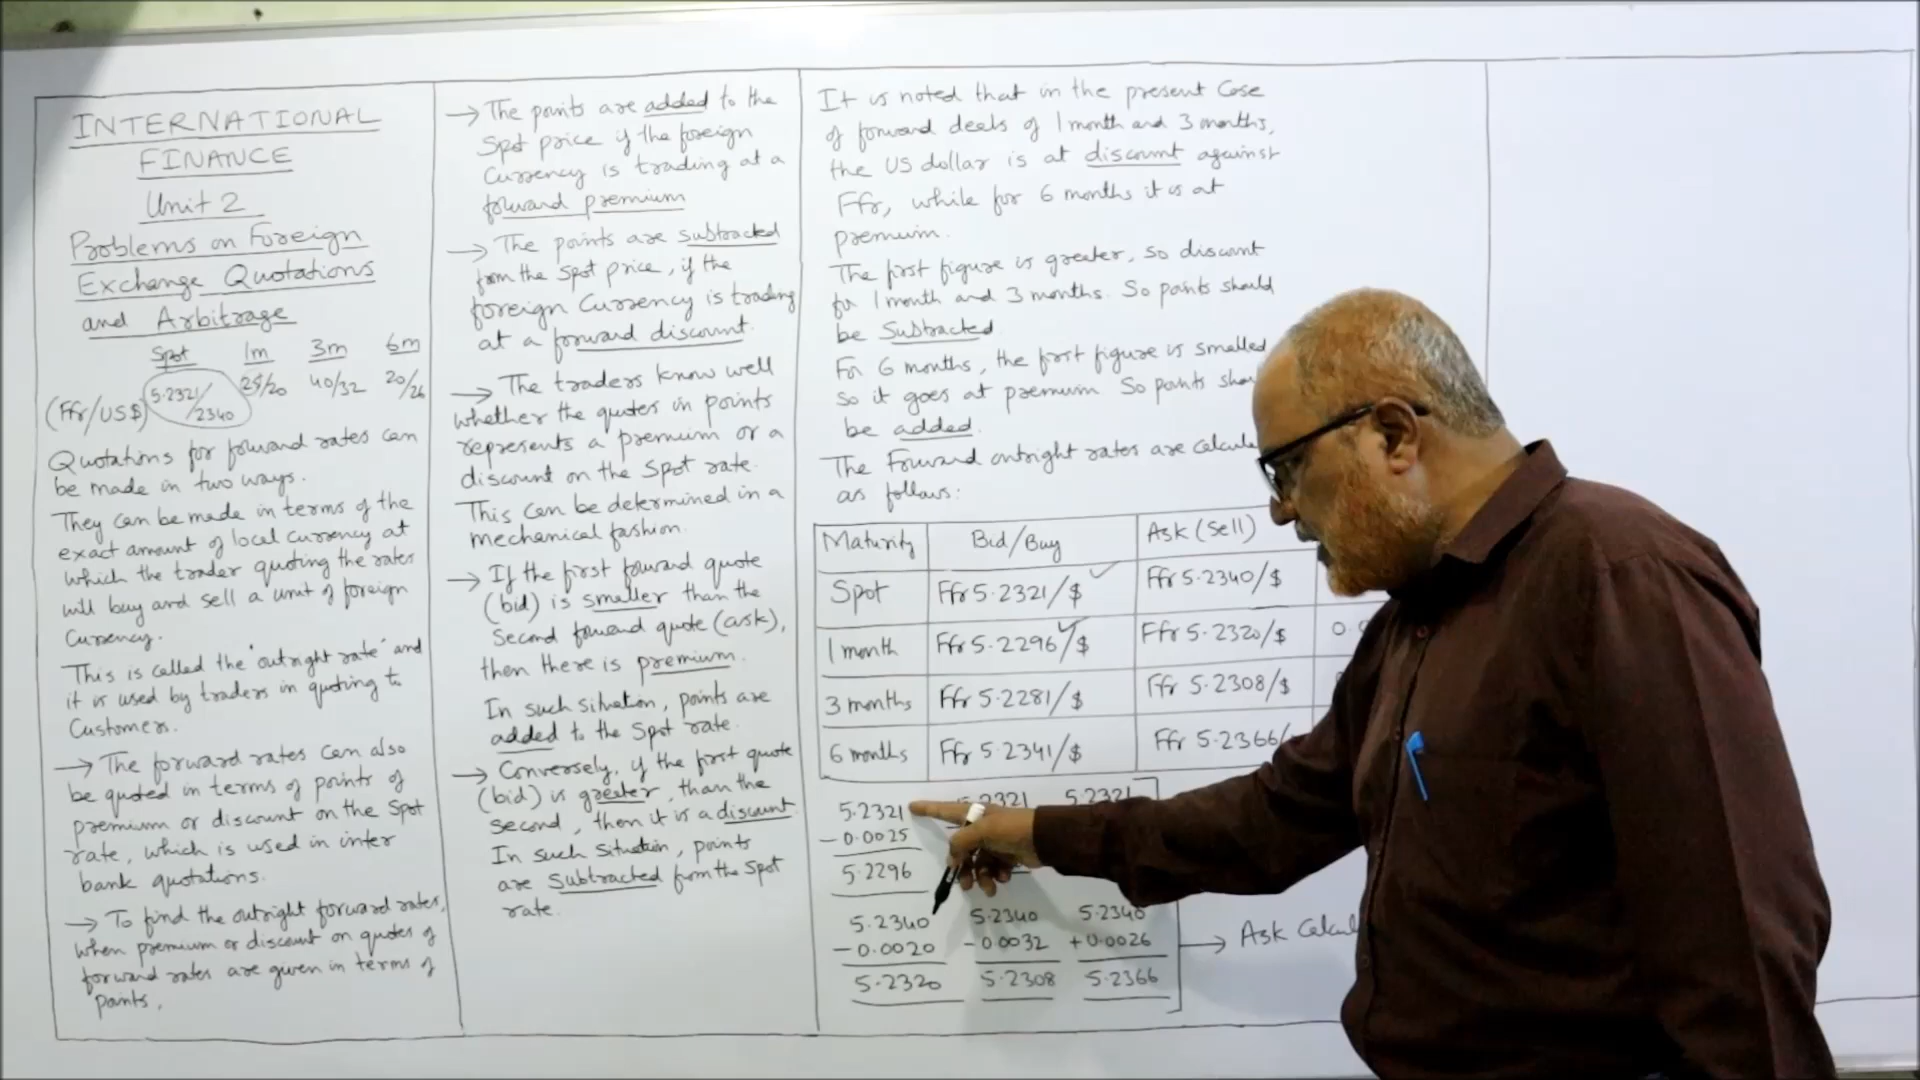 INTERNATIONAL
FINANCE
Unit 2
Problems on Foreign
Exchange Quotations
and Arbitrage
Spot 1m 3m 6m
(Ffr/US$) 5.2321/2340 25/20 40/32 20/26
Quotations for forward rates can
be made in two ways.
They can be made in terms of the
exact amount of local currency at
which the trader quoting the rates
will buy and sell a unit of foreign
Currency.
This is called the "outright rate" and
it is used by traders in quoting to
Customers.
→ The forward rates can also
be quoted in terms of points of
premium or discount on the Spot
rate, which is used in inter
bank quotations.
→ To find the outright forward rates,
when premium or discount on quotes of
forward rates are given in terms of
points,
→ The points are added to the
Spot price if the foreign
Currency is trading at a
forward premium
→ The points are subtracted
from the spot price, if the
foreign Currency is trading
at a forward discount.
→ The traders know well
whether the quotes in points
represents a premium or a
discount on the Spot rate.
This can be determined in a
mechanical fashion.
→ If the first forward quote
(bid) is smaller than the
Second forward quote (ask),
then there is premium.
In such situation, points are
added to the Spot rate.
→ Conversely, if the first quote
(bid) is greater, than the
second, then it is a discount.
In such situation, points
are subtracted from the Spot
rate.
It is noted that in the present Case
of forward deals of 1 month and 3 months,
the US dollar is at discount against
Ffr, while for 6 months it is at
premium.
The first figure is greater, so discount
for 1 month and 3 months. So points should
be Subtracted
For 6 months, the first figure is smaller
so it goes at premium. So points
be added.
The Forward outright rates are
as follows:
Maturity Bid/Buy Ask (Sell)
Spot Ffr 5.2321/$ Ffr 5.2340/$
1 month Ffr 5.2296/$ Ffr 5.2320/$
3 months Ffr 5.2281/$ Ffr 5.2308/$
6 months Ffr 5.2341/$ Ffr 5.2366/
5.2321 5.2321 5.2321
-0.0025
5.2296
5.2340 5.2340 5.2340
-0.0020 -0.0032 +0.0026
5.2320 5.2308 5.2366
→ Ask